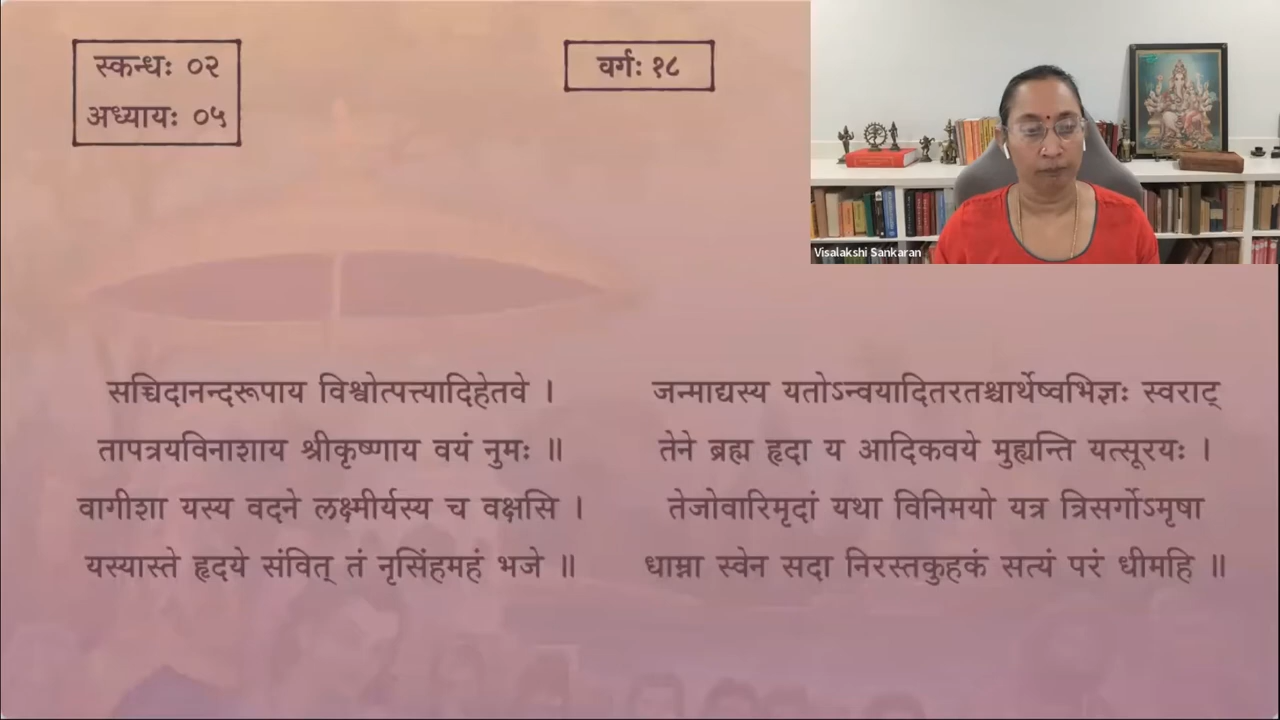 स्कन्धः ०२
अध्यायः ०५
वर्गः १८
Visalakshi Sankaran
सच्चिदानन्दरूपाय विश्वोत्पत्त्यादिहेतवे ।
तापत्रयविनाशाय श्रीकृष्णाय वयं नुमः ॥
वागीशा यस्य वदने लक्ष्मीर्यस्य च वक्षसि ।
यस्यास्ते हृदये संवित् तं नृसिंहमहं भजे ॥
जन्माद्यस्य यतोऽन्वयादितरतश्चार्थेष्वभिज्ञः स्वराट्
तेने ब्रह्म हृदा य आदिकवये मुह्यन्ति यत्सूरयः ।
तेजोवारिमृदां यथा विनिमयो यत्र त्रिसर्गोऽमृषा
धाम्ना स्वेन सदा निरस्तकुहकं सत्यं परं धीमहि ॥